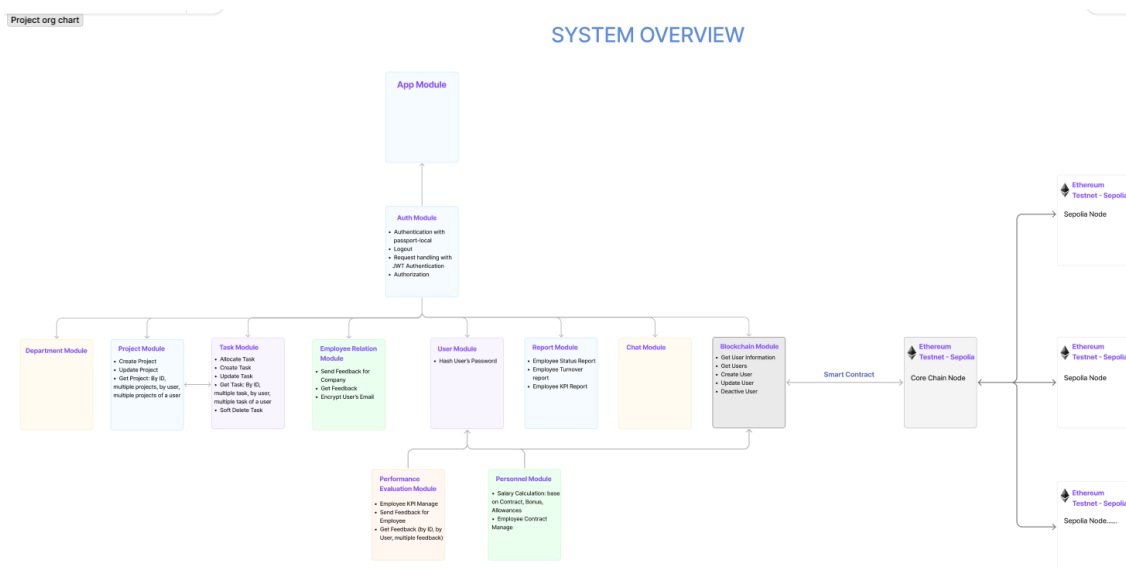 Project org chart
SYSTEM OVERVIEW
App Module
Auth Module
• Authentication with
passport-local
• Logout
• Request handling with
JWT Authentication
• Authorization
Department Module
Project Module
• Create Project
• Update Project
• Get Project: By ID,
multiple projects, by user,
multiple projects of a user
Task Module
• Allocate Task
• Create Task
• Update Task
• Get Task: By ID,
multiple task, by user,
multiple task of a user
• Soft Delete Task
Employee Relation
Module
• Send Feedback for
Company
• Get Feedback
• Encrypt User's Email
User Module
• Hash User's Password
Report Module
• Employee Status Report
• Employee Turnover
report
• Employee KPI Report
Chat Module
Blockchain Module
• Get User Information
• Get Users
• Create User
• Update User
• Deactive User
Smart Contract
Ethereum
Testnet - Sepolia
Core Chain Node
Ethereum
Testnet - Sepolia
Sepolia Node
Ethereum
Testnet - Sepolia
Sepolia Node
Ethereum
Testnet - Sepolia
Sepolia Node......
Performance
Evaluation Module
• Employee KPI Manage
• Send Feedback for
Employee
• Get Feedback (by ID, by
User, multiple feedback)
Personnel Module
• Salary Calculation: base
on Contract, Bonus,
Allowances
• Employee Contract
Manage